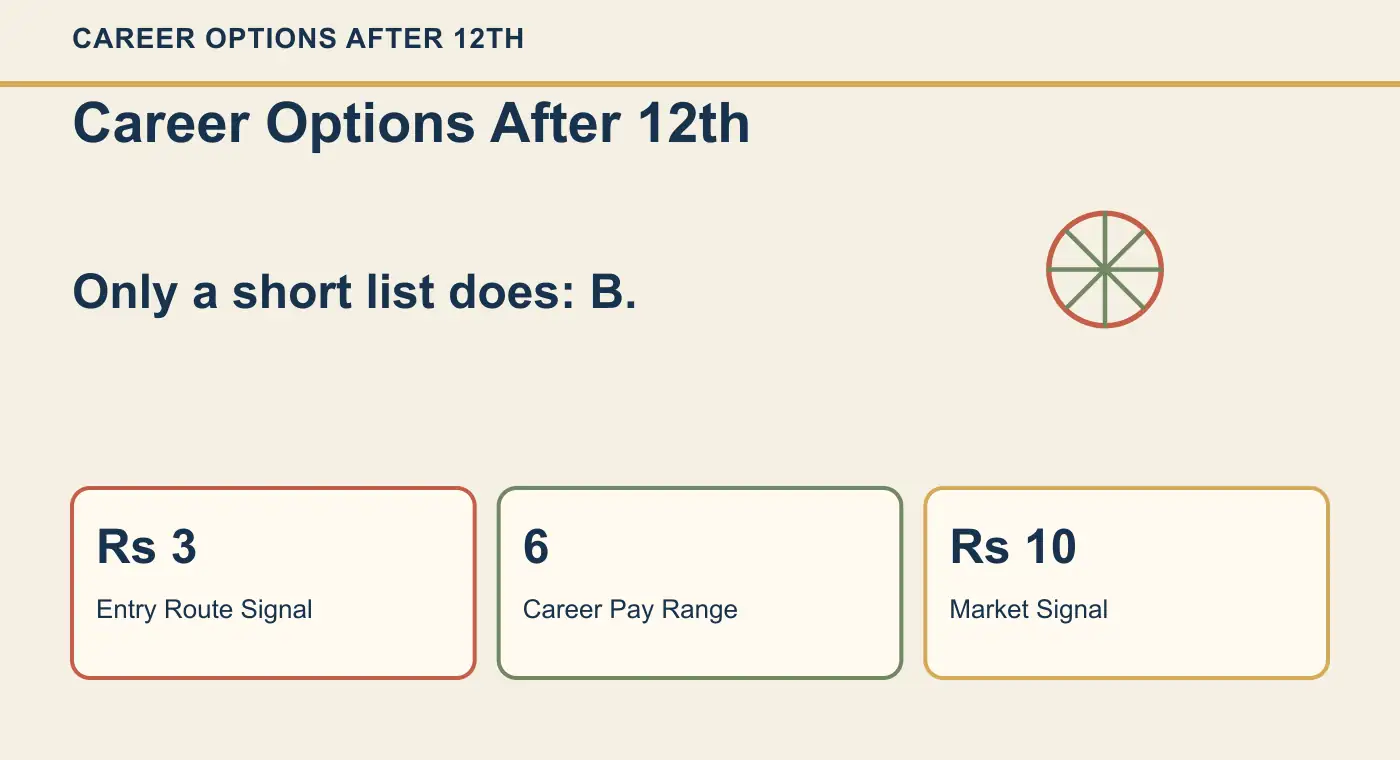 CAREER OPTIONS AFTER 12TH
Career Options After 12th
Only a short list does: B.
Rs 3
Entry Route Signal
6
Career Pay Range
Rs 10
Market Signal